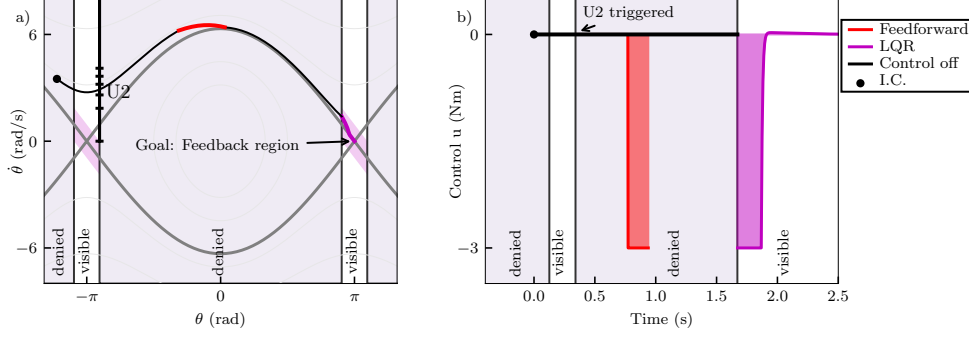 a)
6
0
−6
θ̇ (rad/s)
U2
Goal: Feedback region
denied
visible
denied
visible
−π
0
π
θ (rad)
b)
0
−3
Control u (Nm)
U2 triggered
denied
visible
denied
visible
0.0
0.5
1.0
1.5
2.0
2.5
Time (s)
Feedforward
LQR
Control off
I.C.